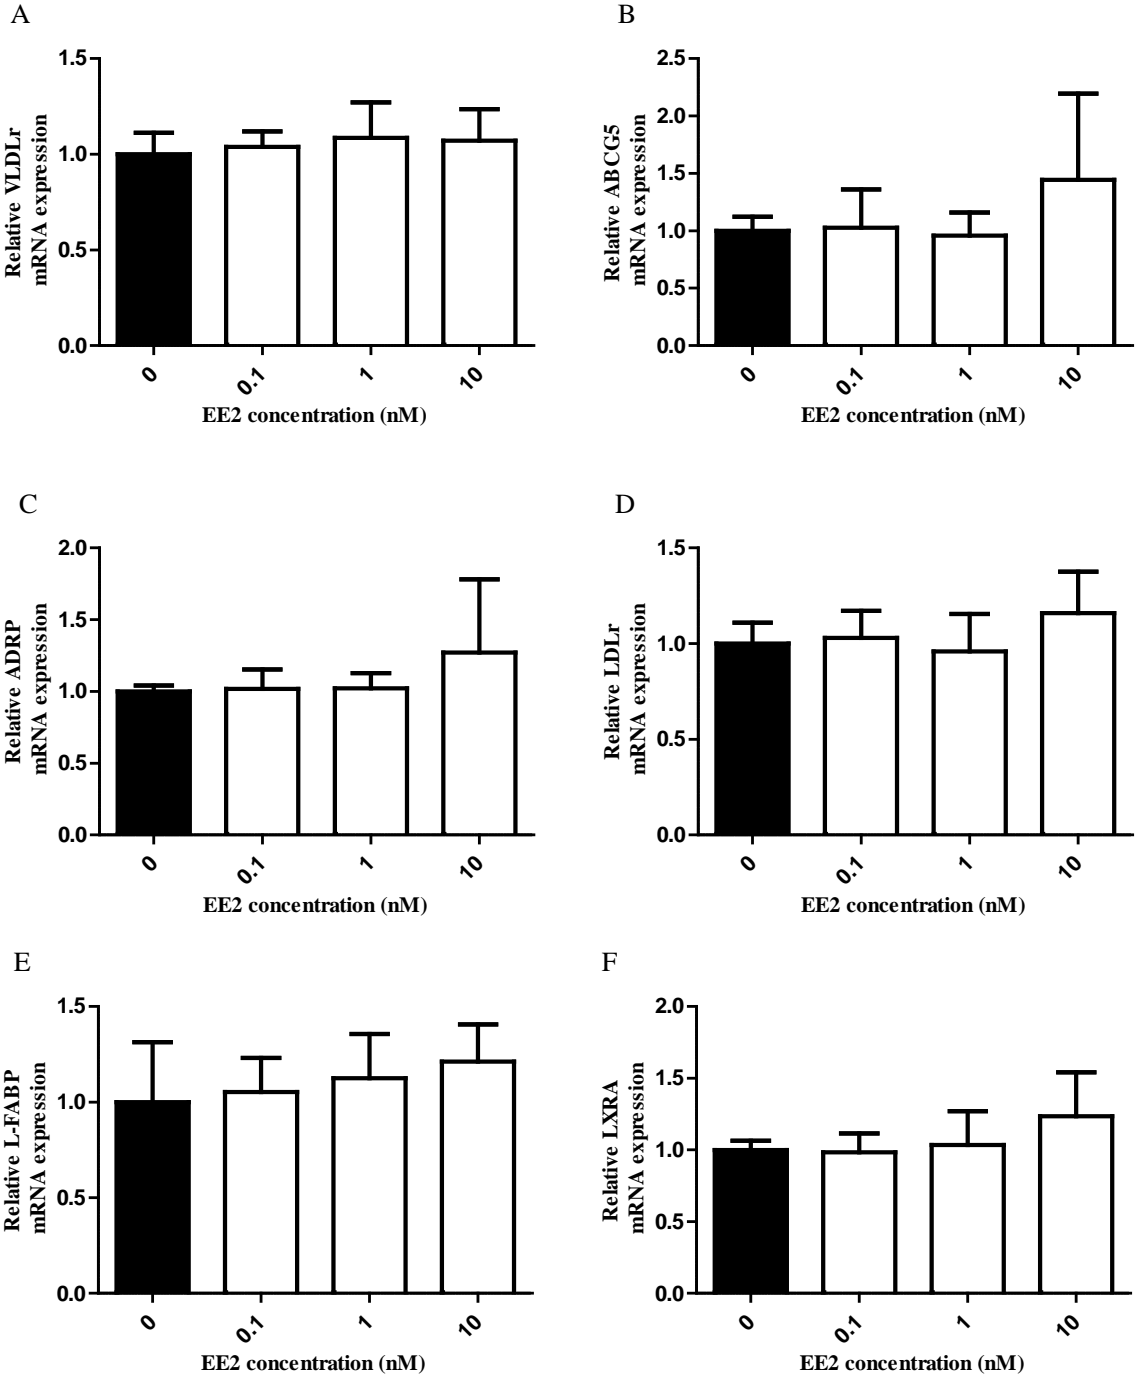 A
Relative VLDLr
mRNA expression
1.5
1.0
0.5
0.0
0
0.1
1
10
EE2 concentration (nM)
B
Relative ABCG5
mRNA expression
2.5
2.0
1.5
1.0
0.5
0.0
0
0.1
1
10
EE2 concentration (nM)
C
Relative ADRP
mRNA expression
2.0
1.5
1.0
0.5
0.0
0
0.1
1
10
EE2 concentration (nM)
D
Relative LDLr
mRNA expression
1.5
1.0
0.5
0.0
0
0.1
1
10
EE2 concentration (nM)
E
Relative L-FABP
mRNA expression
1.5
1.0
0.5
0.0
0
0.1
1
10
EE2 concentration (nM)
F
Relative LXRA
mRNA expression
2.0
1.5
1.0
0.5
0.0
0
0.1
1
10
EE2 concentration (nM)